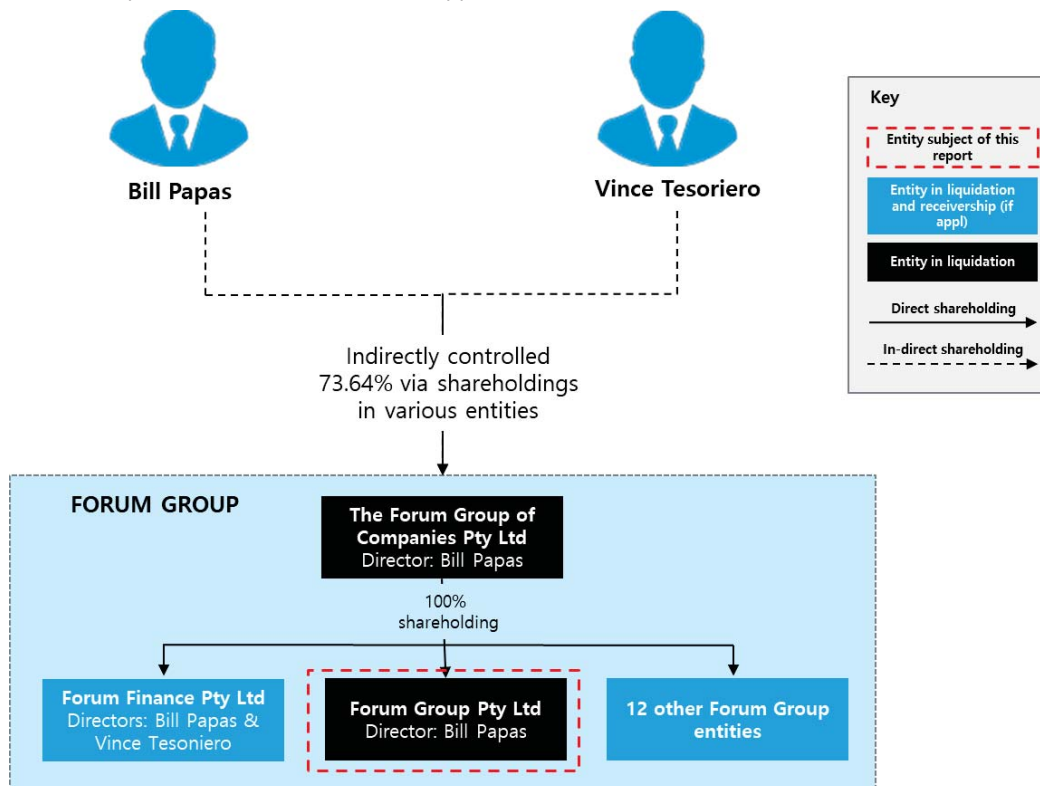 Bill Papas
Vince Tesoriero
Key
Entity subject of this
report
Entity in liquidation
and receivership (if
appl)
Entity in liquidation
Direct shareholding
In-direct shareholding
Indirectly controlled
73.64% via shareholdings
in various entities
FORUM GROUP
The Forum Group of
Companies Pty Ltd
Director: Bill Papas
100%
shareholding
Forum Finance Pty Ltd
Directors: Bill Papas &
Vince Tesoniero
Forum Group Pty Ltd
Director: Bill Papas
12 other Forum Group
entities